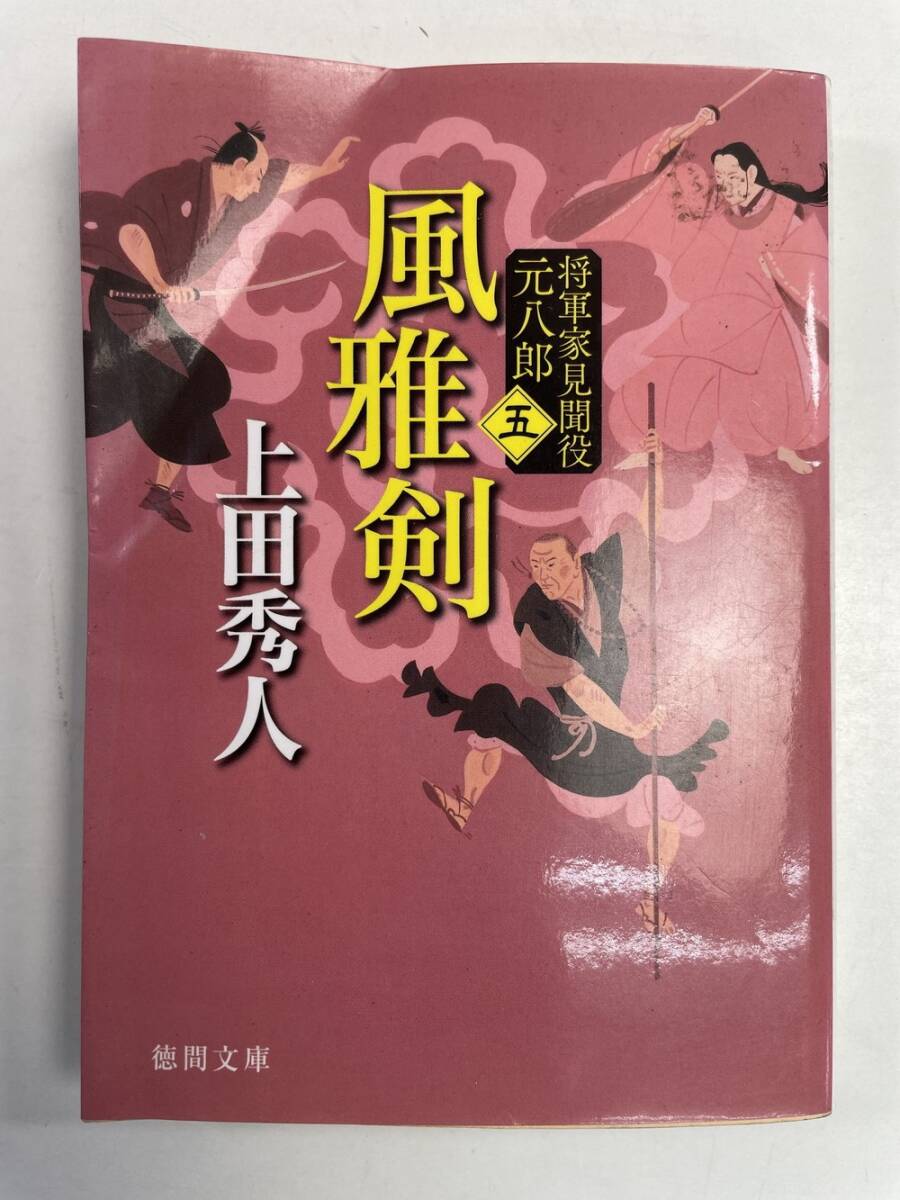 将軍家見聞役
元八郎
五
風雅剣
上田秀人
徳間文庫